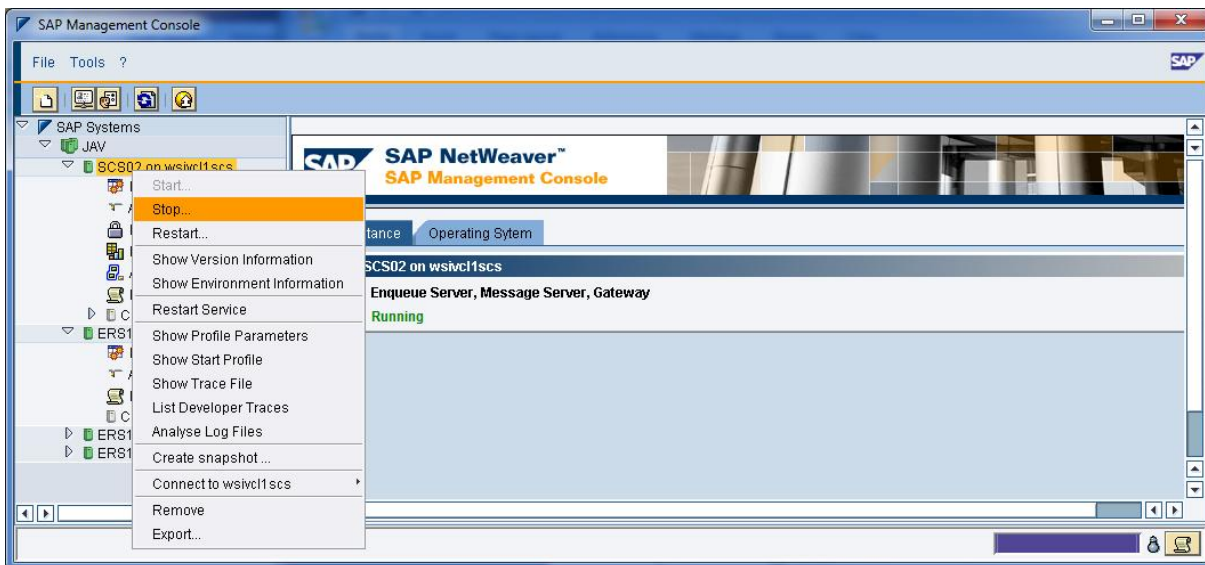 SAP Management Console
File Tools ?
SAP
SAP Systems
JAV
SCS02 on wsivcl1scs
SAP SAP NetWeaver™
SAP Management Console
Start...
Stop...
Restart...
Show Version Information
Show Environment Information
Restart Service
Show Profile Parameters
Show Start Profile
Show Trace File
List Developer Traces
Analyse Log Files
Create snapshot ...
Connect to wsivcl1scs
Remove
Export...
C
ERS1
C
ERS1
ERS1
Operating Sytem
SCS02 on wsivcl1scs
Enqueue Server, Message Server, Gateway
Running